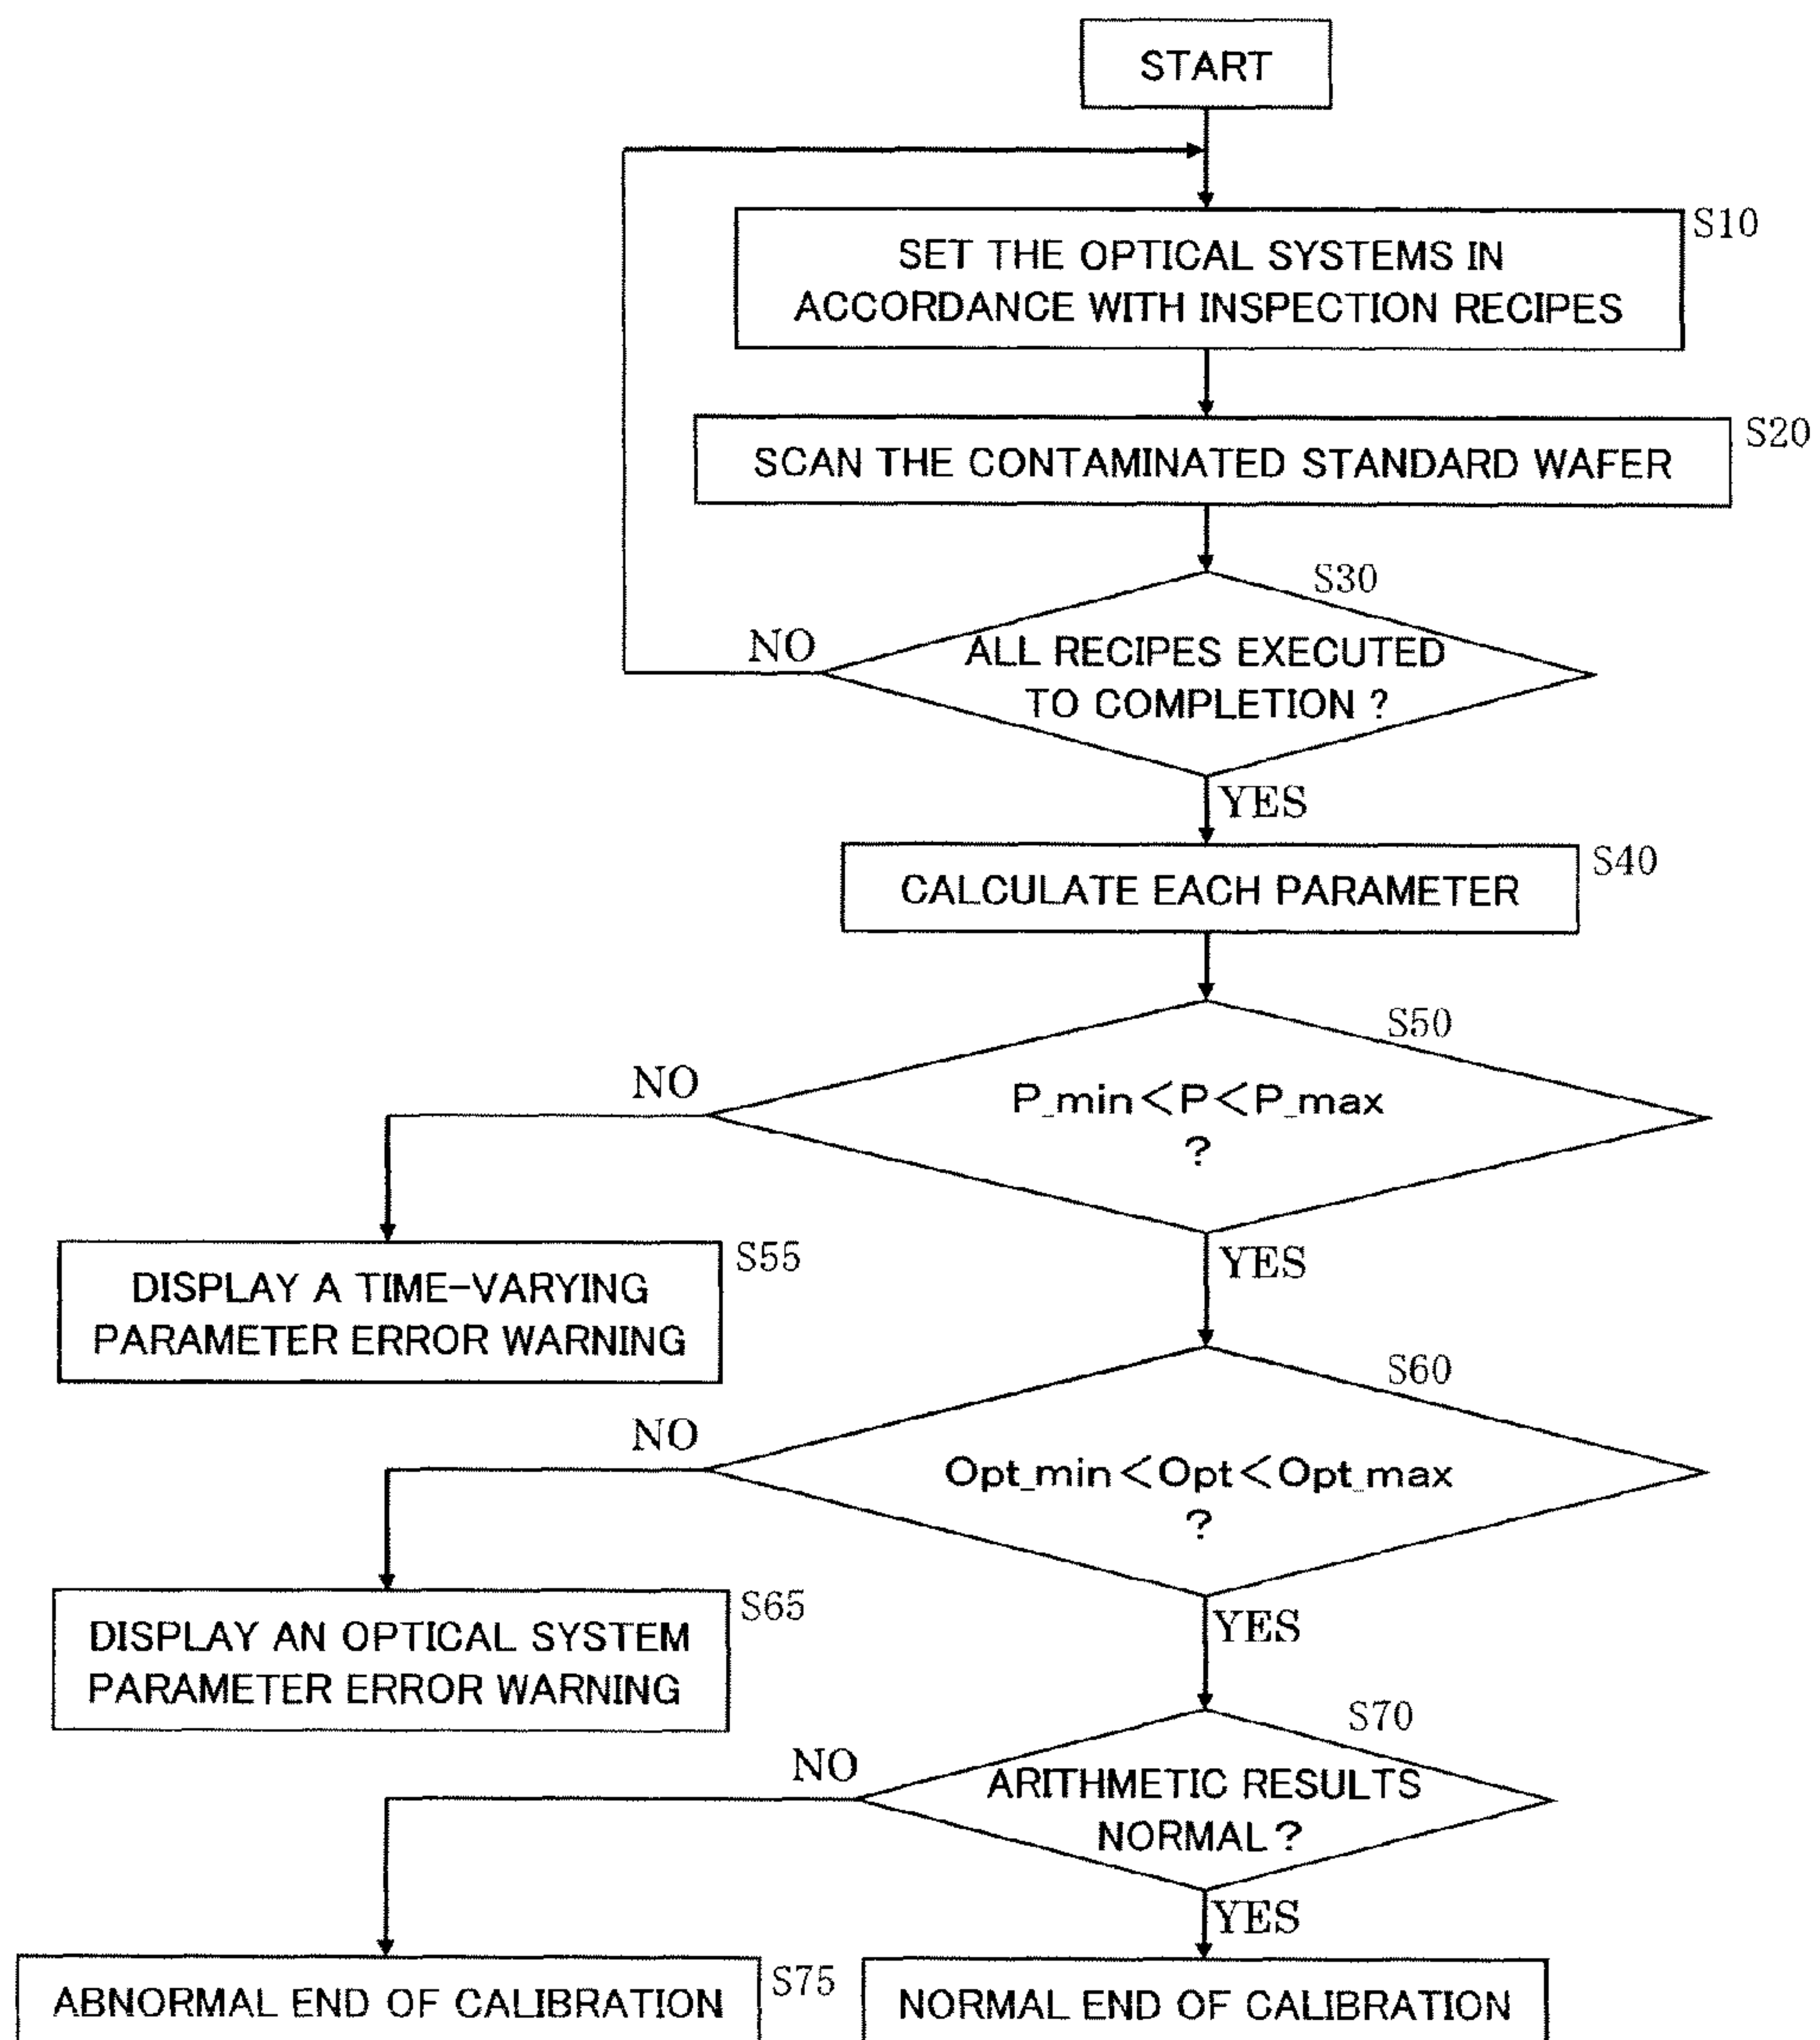 START
S10
SET THE OPTICAL SYSTEMS IN
ACCORDANCE WITH INSPECTION RECIPES
S20
SCAN THE CONTAMINATED STANDARD WAFER
S30
NO
ALL RECIPES EXECUTED
TO COMPLETION ?
YES
S40
CALCULATE EACH PARAMETER
S50
NO
P_min<P<P_max
?
S55
YES
DISPLAY A TIME-VARYING
PARAMETER ERROR WARNING
S60
NO
Opt_min<Opt<Opt_max
?
S65
YES
DISPLAY AN OPTICAL SYSTEM
PARAMETER ERROR WARNING
S70
NO
ARITHMETIC RESULTS
NORMAL ?
YES
ABNORMAL END OF CALIBRATION
S75
NORMAL END OF CALIBRATION